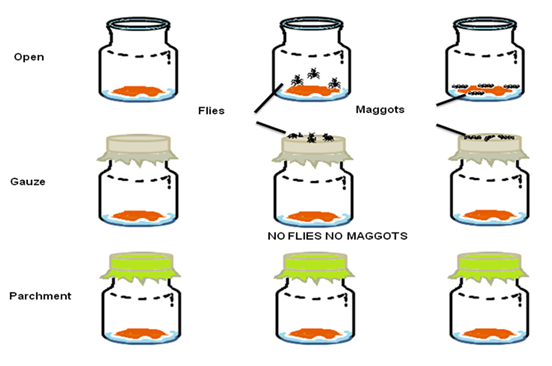 Open
Flies
Maggots
Gauze
NO FLIES NO MAGGOTS
Parchment